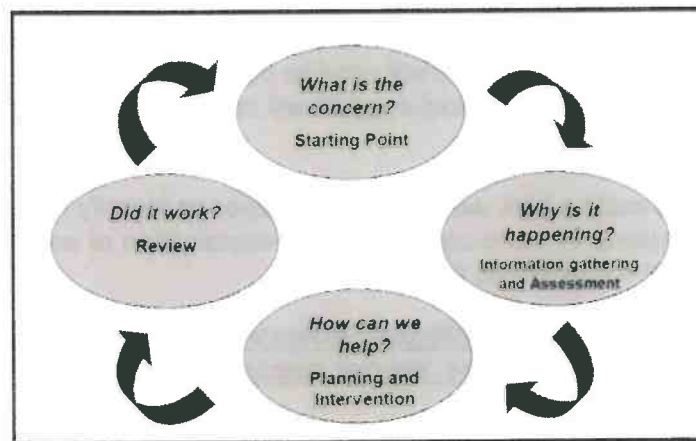 What is the
concern?
Starting Point
Why is it
happening?
Information gathering
and Assessment
How can we
help?
Planning and
Intervention
Did it work?
Review